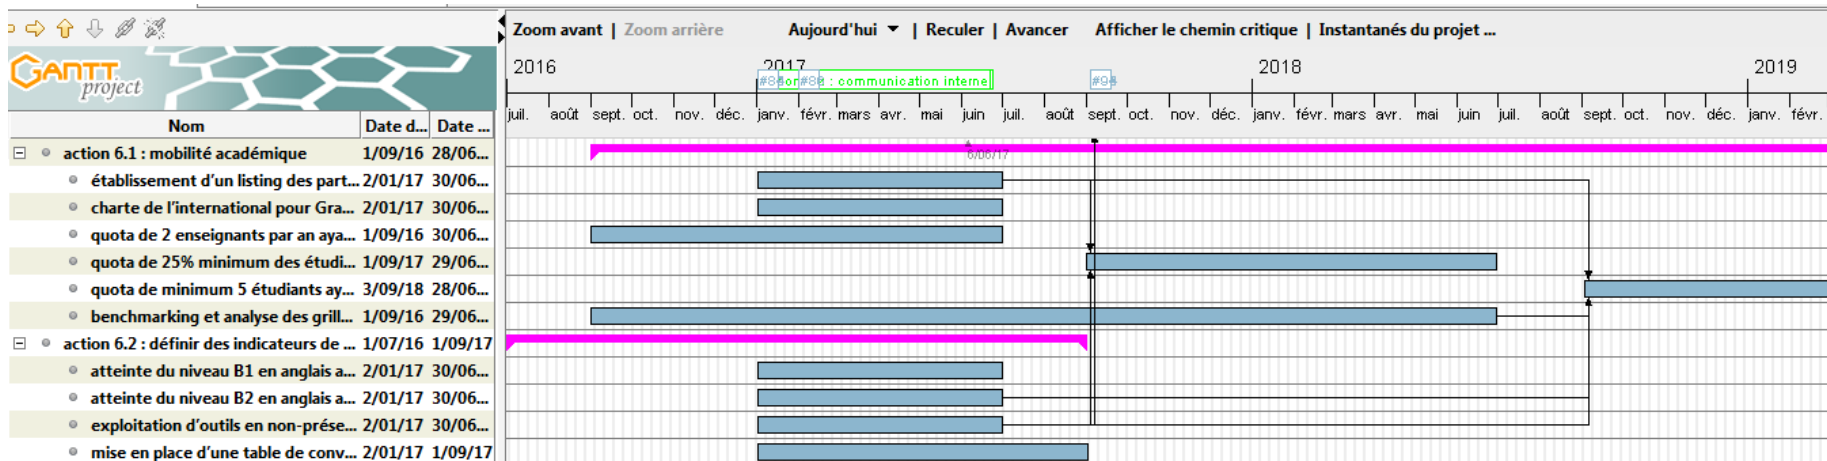 Zoom avant | Zoom arrière Aujourd'hui | Reculer | Avancer Afficher le chemin critique | Instantanés du projet ...
GANTT project
2016 2017 2018 2019
: communication interne
juil. août sept. oct. nov. déc. janv. févr. mars avr. mai juin juil. août sept. oct. nov. déc. janv. févr. mars avr. mai juin juil. août sept. oct. nov. déc. janv. févr.
Nom Date d... Date ...
action 6.1 : mobilité académique 1/09/16 28/06...
6/06/17
établissement d'un listing des part... 2/01/17 30/06...
charte de l'international pour Gra... 2/01/17 30/06...
quota de 2 enseignants par an aya... 1/09/16 30/06...
quota de 25% minimum des étudi... 1/09/17 29/06...
quota de minimum 5 étudiants ay... 3/09/18 28/06...
benchmarking et analyse des grill... 1/09/16 29/06...
action 6.2 : définir des indicateurs de ... 1/07/16 1/09/17
atteinte du niveau B1 en anglais a... 2/01/17 30/06...
atteinte du niveau B2 en anglais a... 2/01/17 30/06...
exploitation d'outils en non-prése... 2/01/17 30/06...
mise en place d'une table de conv... 2/01/17 1/09/17